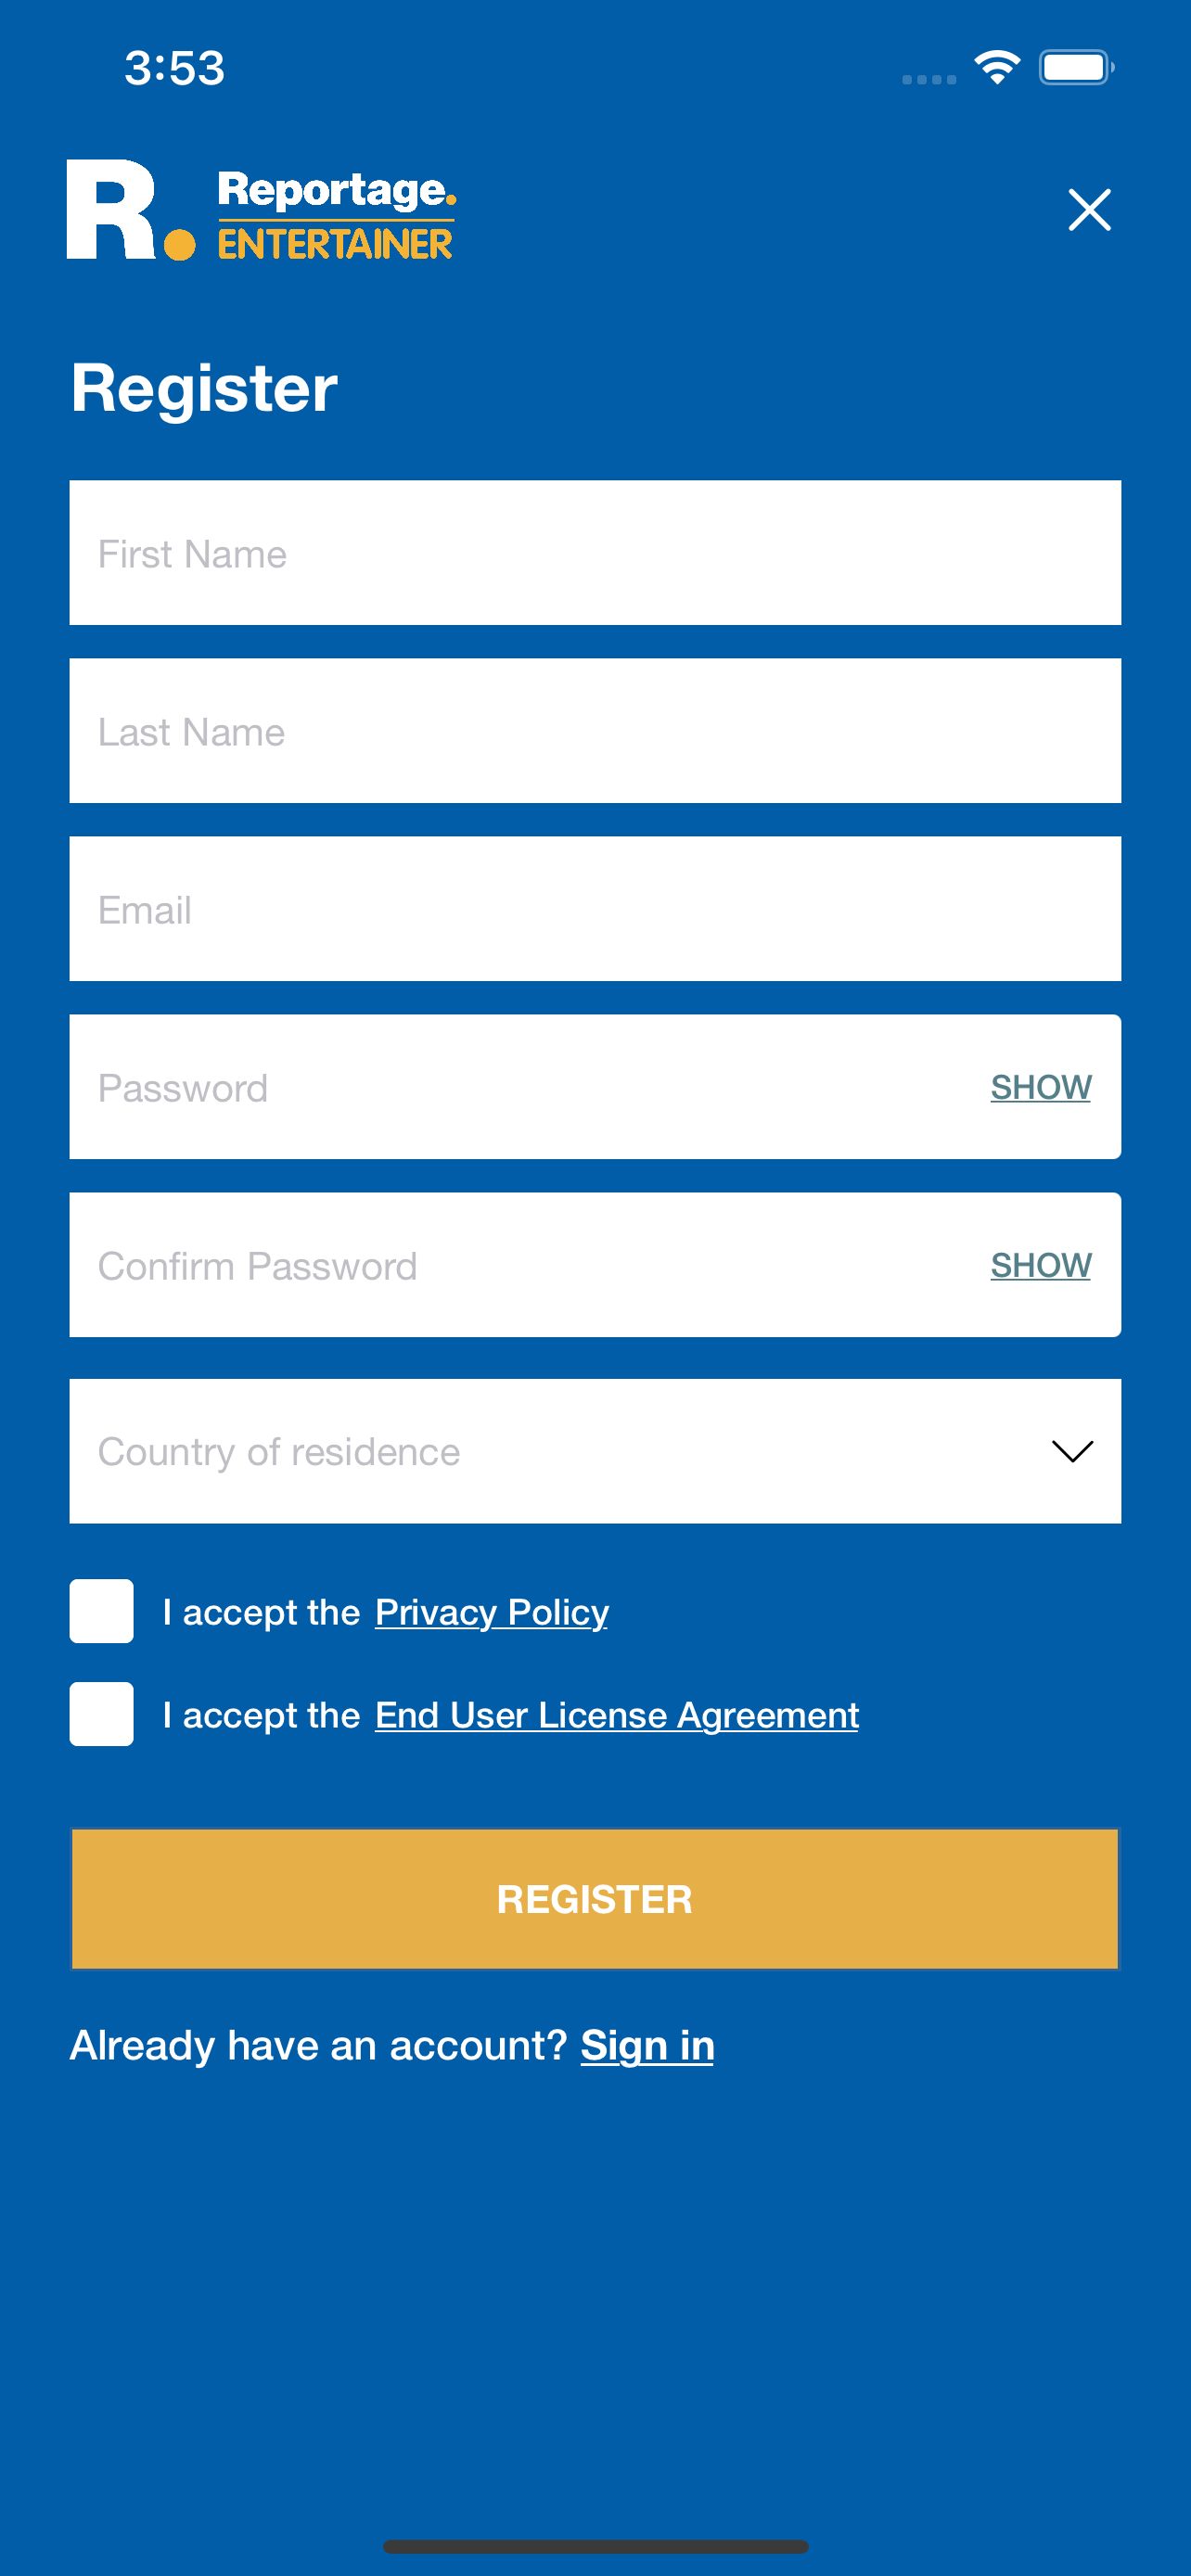 3:53
R.
Reportage.
ENTERTAINER
Register
First Name
Last Name
Email
Password SHOW
Confirm Password SHOW
Country of residence
I accept the Privacy Policy
I accept the End User License Agreement
REGISTER
Already have an account? Sign in